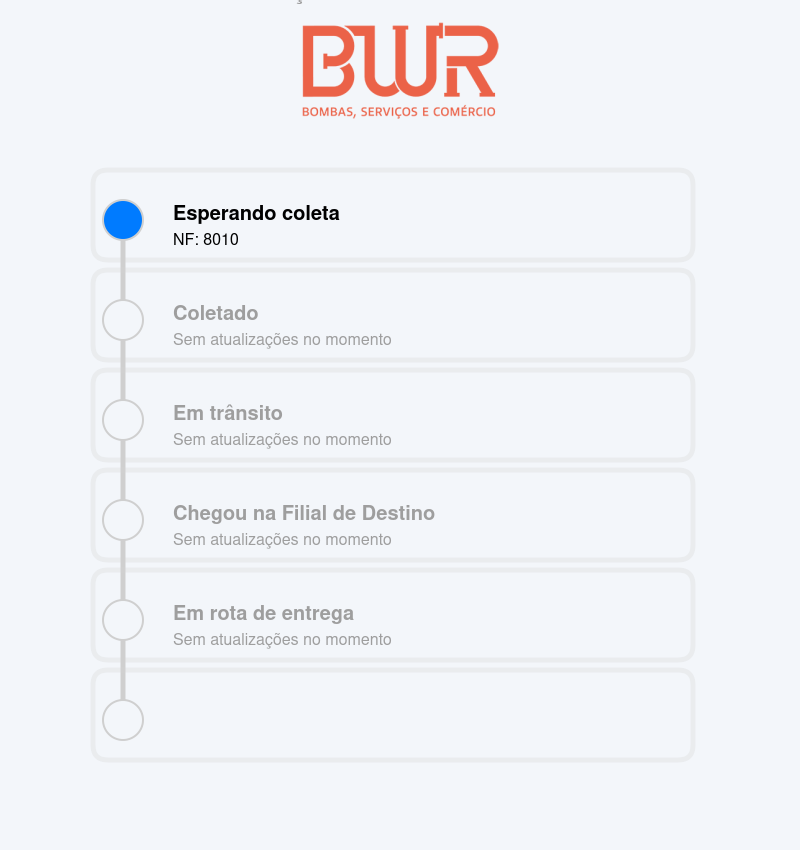 BWR
BOMBAS, SERVIÇOS E COMÉRCIO
Esperando coleta
NF: 8010
Coletado
Sem atualizações no momento
Em trânsito
Sem atualizações no momento
Chegou na Filial de Destino
Sem atualizações no momento
Em rota de entrega
Sem atualizações no momento